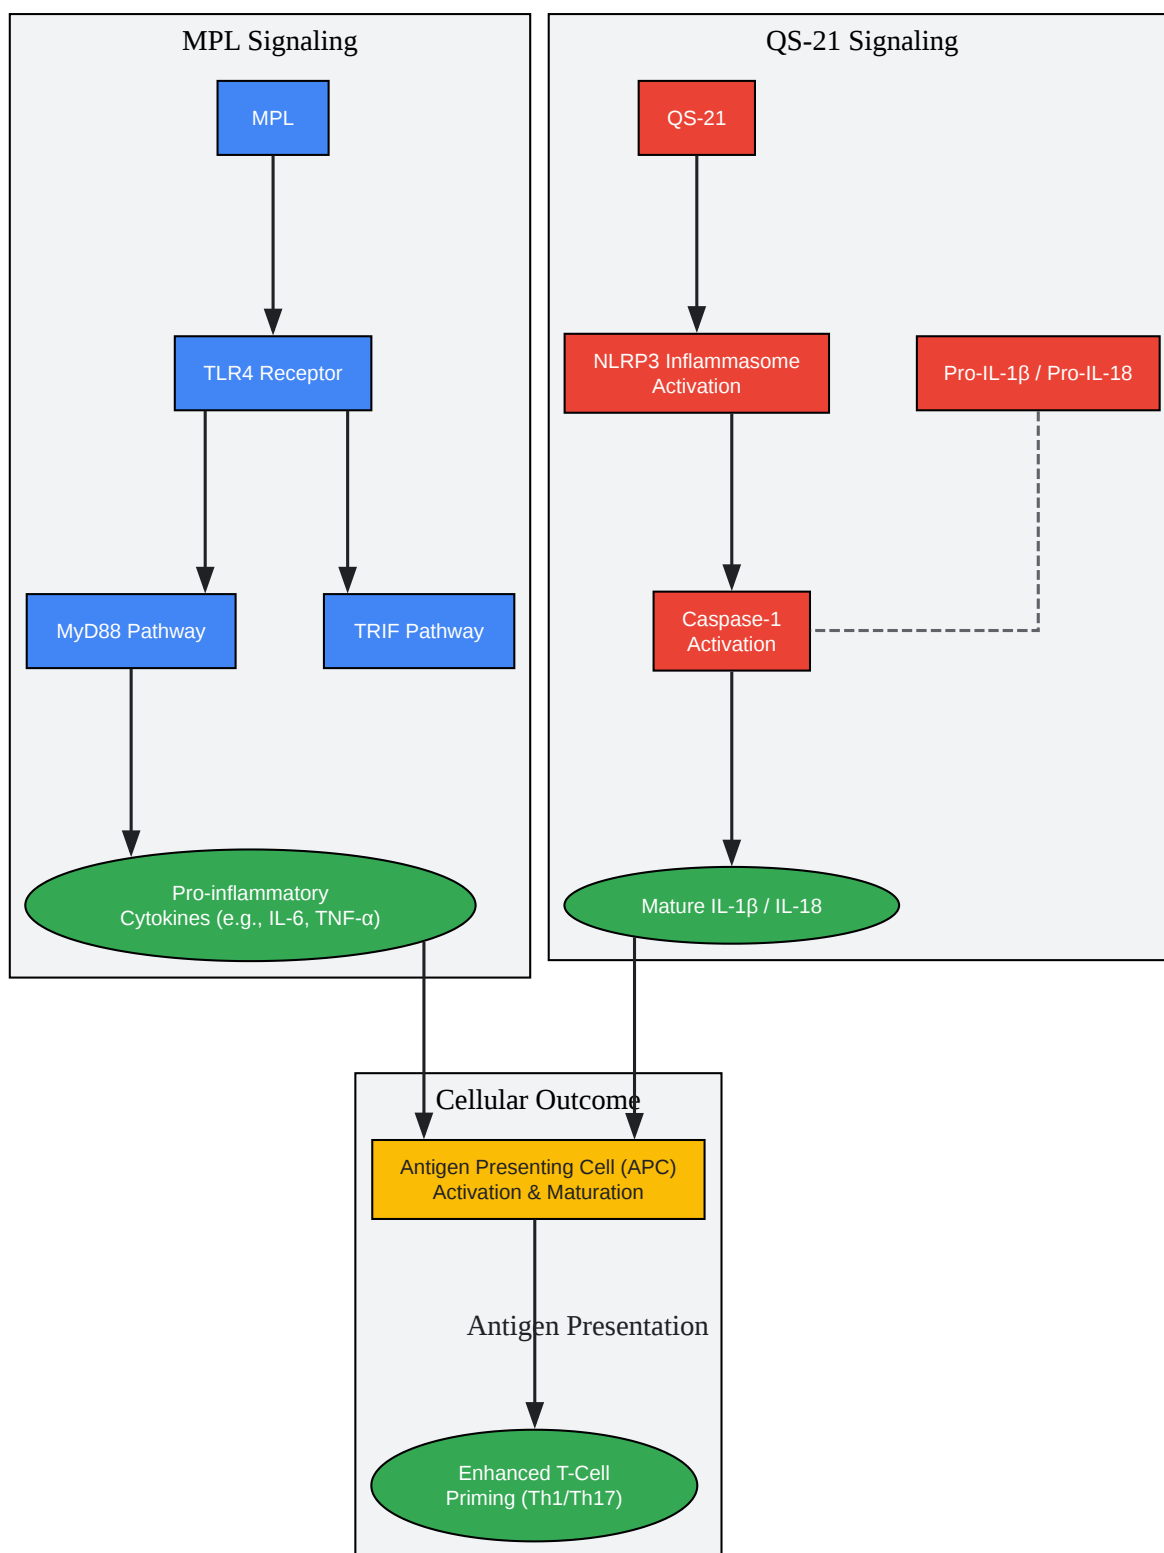 MPL Signaling
MPL
TLR4 Receptor
MyD88 Pathway
TRIF Pathway
Pro-inflammatory
Cytokines (e.g., IL-6, TNF-α)
QS-21 Signaling
QS-21
NLRP3 Inflammasome
Activation
Pro-IL-1β / Pro-IL-18
Caspase-1
Activation
Mature IL-1β / IL-18
Cellular Outcome
Antigen Presenting Cell (APC)
Activation & Maturation
Antigen Presentation
Enhanced T-Cell
Priming (Th1/Th17)